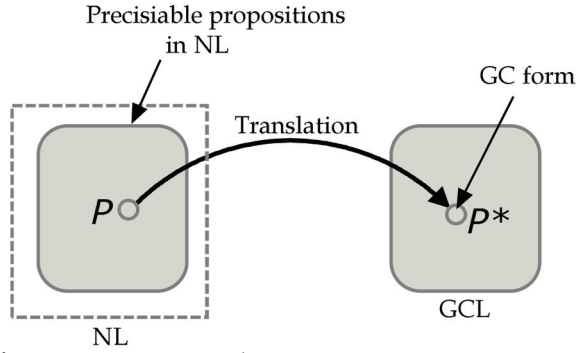 Precisiable propositions
in NL
GC form
Translation
P
P*
GCL
NL